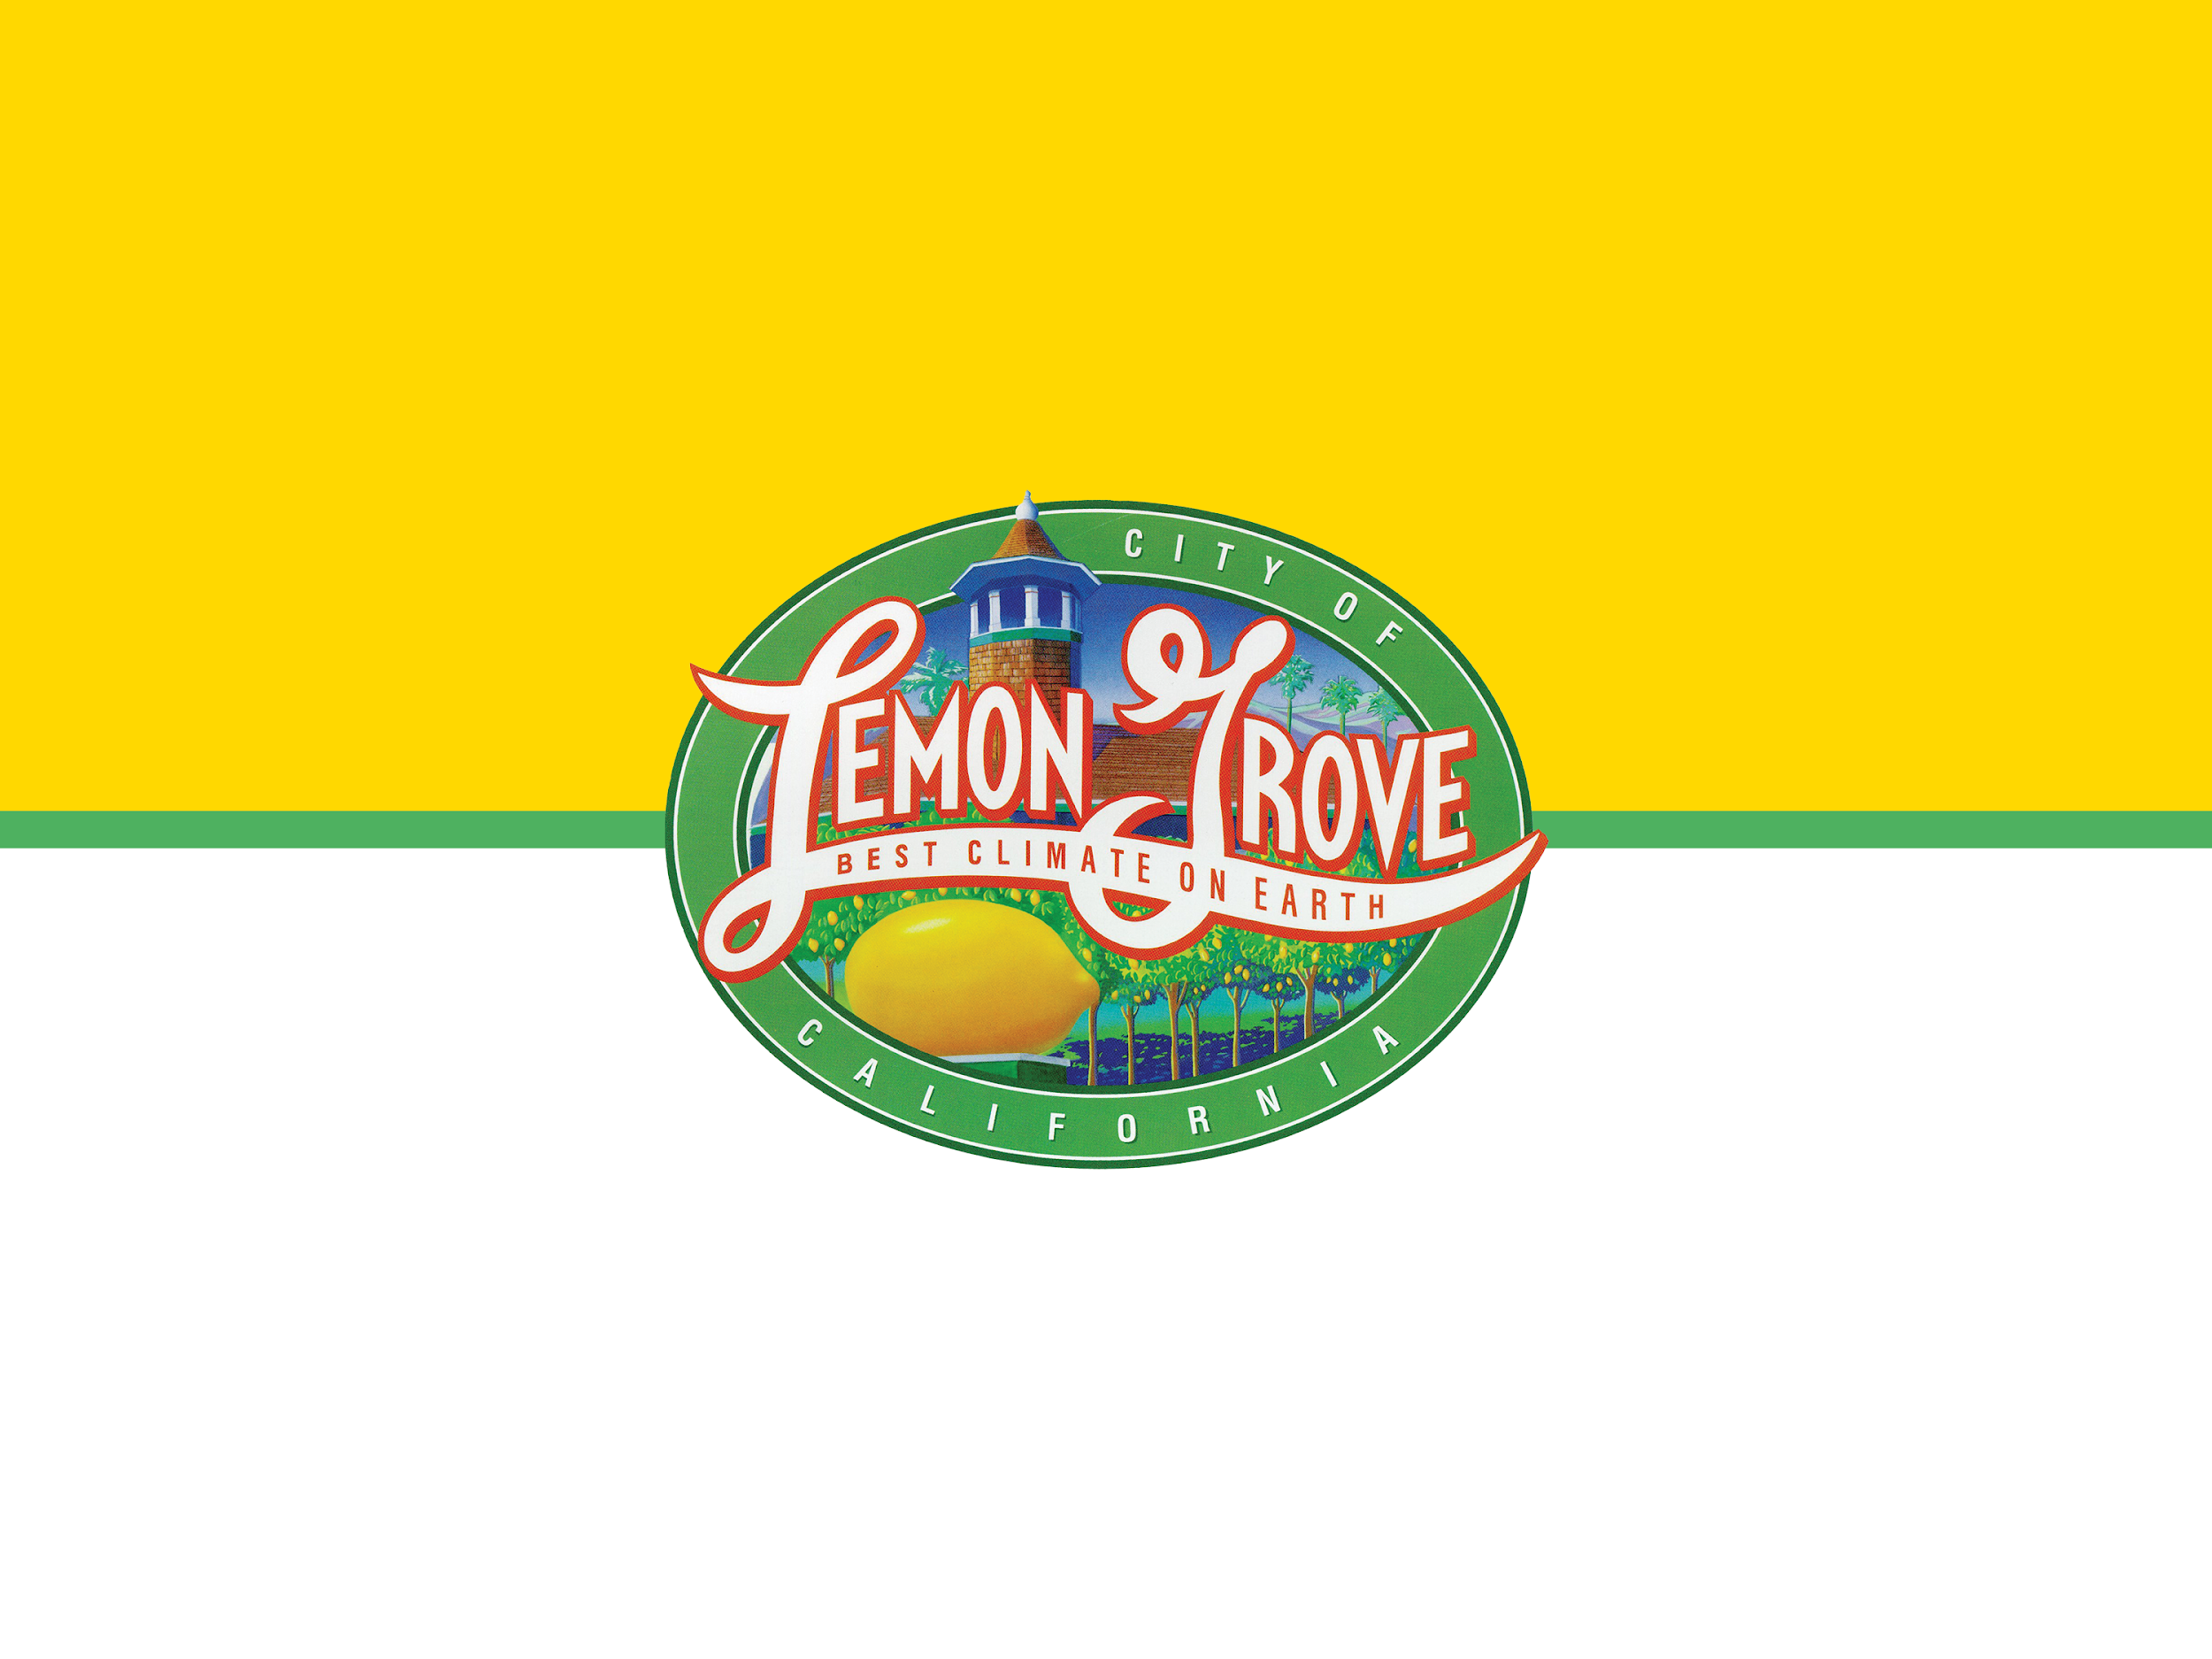 CITY OF
LEMON GROVE
BEST CLIMATE ON EARTH
CALIFORNIA